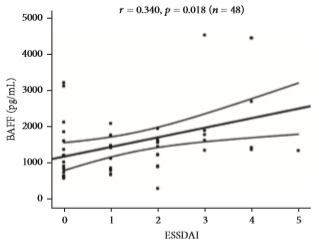 r = 0.340, p = 0.018 (n = 48)
5000
4000
3000
2000
1000
0
BAFF (pg/mL)
0 1 2 3 4 5
ESSDAI